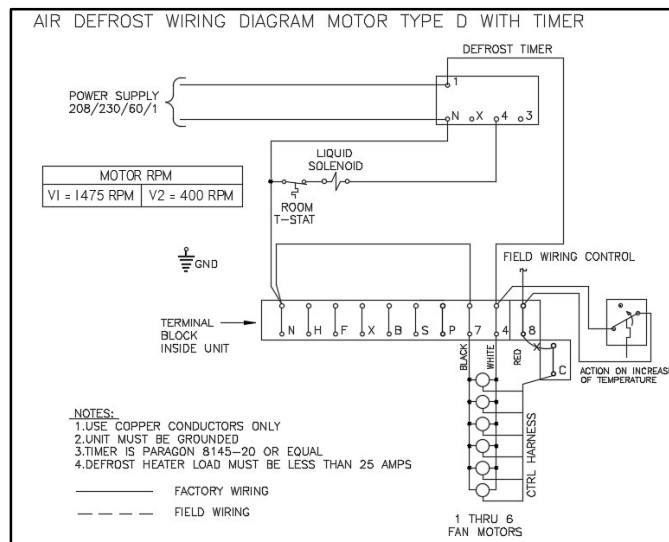 AIR DEFROST WIRING DIAGRAM MOTOR TYPE D WITH TIMER
DEFROST TIMER
1
POWER SUPPLY
208/230/60/1
N X 4 3
LIQUID
SOLENOID
MOTOR RPM
V1 = 1475 RPM V2 = 400 RPM
ROOM
T-STAT
GND
FIELD WIRING CONTROL
TERMINAL
BLOCK
INSIDE UNIT
N H F X B S P 7 4 8
BLACK
WHITE
RED
X
C
ACTION ON INCREASE
OF TEMPERATURE
NOTES:
1.USE COPPER CONDUCTORS ONLY
2.UNIT MUST BE GROUNDED
3.TIMER IS PARAGON 8145-20 OR EQUAL
4.DEFROST HEATER LOAD MUST BE LESS THAN 25 AMPS
CTRL HARNESS
FACTORY WIRING
FIELD WIRING
1 THRU 6
FAN MOTORS